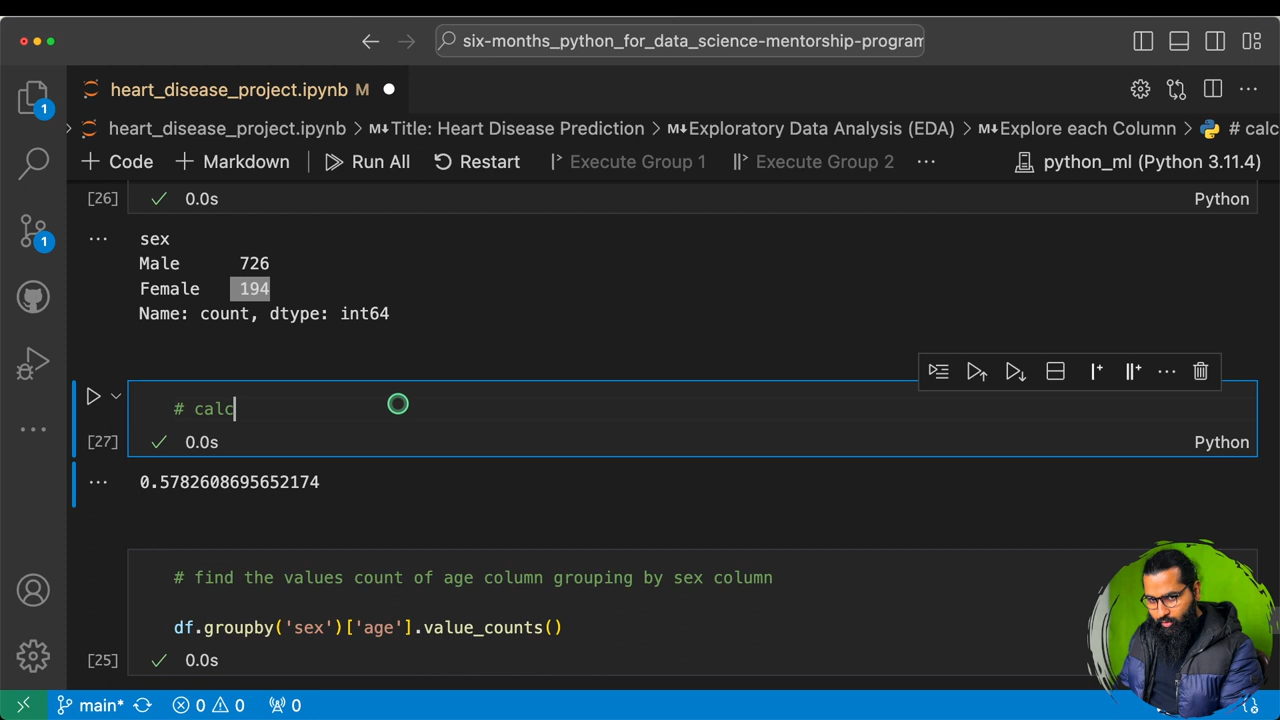 six-months_python_for_data_science-mentorship-program
heart_disease_project.ipynb M
heart_disease_project.ipynb > M↓Title: Heart Disease Prediction > M↓Exploratory Data Analysis (EDA) > M↓Explore each Column > # calc
+ Code + Markdown | Run All Restart Execute Group 1 Execute Group 2 ... python_ml (Python 3.11.4)
[26] 0.0s Python
sex
Male 726
Female 194
Name: count, dtype: int64
# calc
[27] 0.0s Python
0.5782608695652174
# find the values count of age column grouping by sex column
df.groupby('sex')['age'].value_counts()
[25] 0.0s
main* 0 0 0
1
1